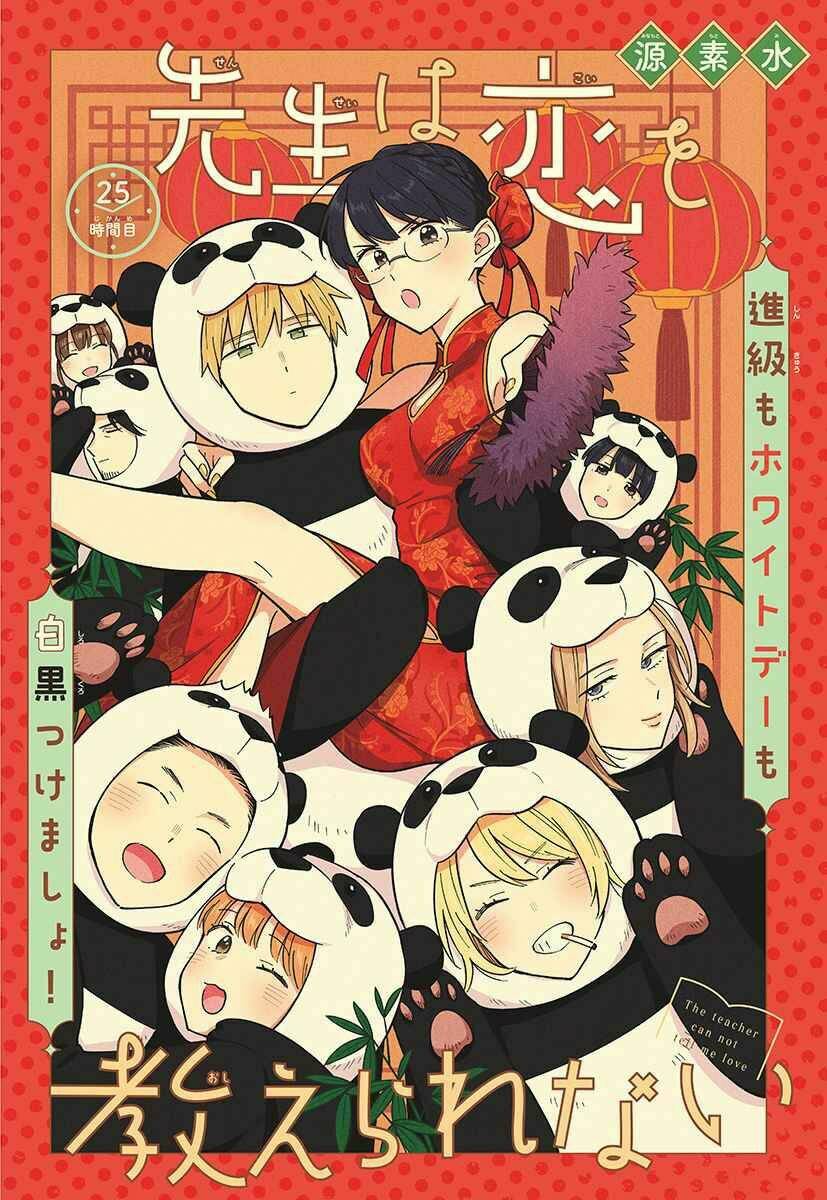 源素水
先生は恋を
25
時間目
進級もホワイトデーも
白黒つけましょ!
教えられない
The teacher
can not
tell me love